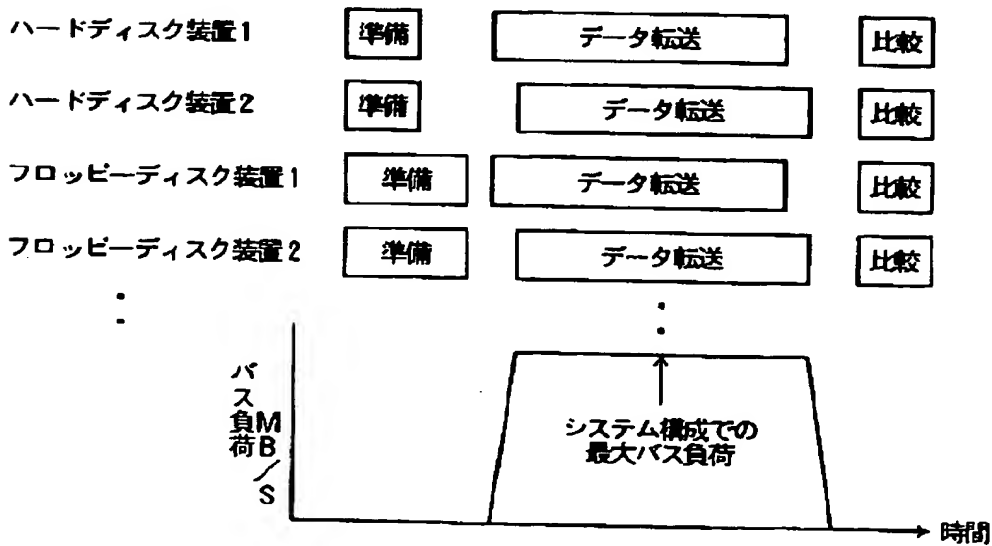 ハードディスク装置1 準備 データ転送 比較
ハードディスク装置2 準備 データ転送 比較
フロッピーディスク装置1 準備 データ転送 比較
フロッピーディスク装置2 準備 データ転送 比較
バス負荷
MB/S
システム構成での
最大バス負荷
時間